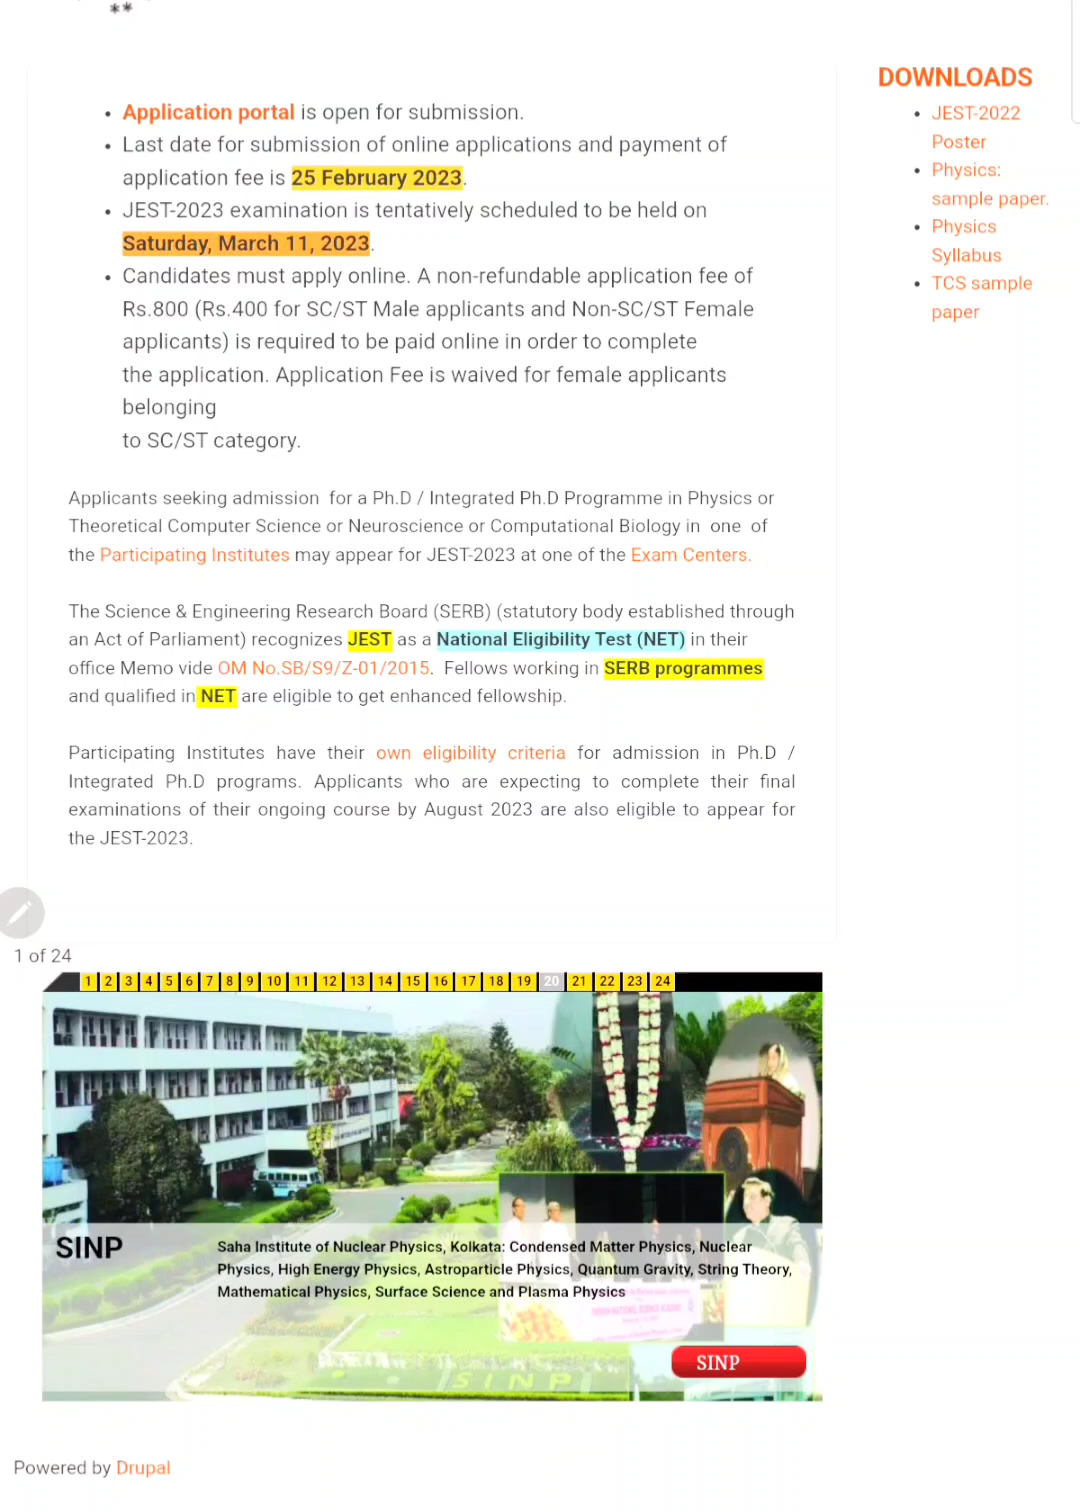 **
• Application portal is open for submission.
• Last date for submission of online applications and payment of
application fee is 25 February 2023.
• JEST-2023 examination is tentatively scheduled to be held on
Saturday, March 11, 2023.
• Candidates must apply online. A non-refundable application fee of
Rs.800 (Rs.400 for SC/ST Male applicants and Non-SC/ST Female
applicants) is required to be paid online in order to complete
the application. Application Fee is waived for female applicants
belonging
to SC/ST category.
Applicants seeking admission for a Ph.D / Integrated Ph.D Programme in Physics or
Theoretical Computer Science or Neuroscience or Computational Biology in one of
the Participating Institutes may appear for JEST-2023 at one of the Exam Centers.
The Science & Engineering Research Board (SERB) (statutory body established through
an Act of Parliament) recognizes JEST as a National Eligibility Test (NET) in their
office Memo vide OM No.SB/S9/Z-01/2015. Fellows working in SERB programmes
and qualified in NET are eligible to get enhanced fellowship.
Participating Institutes have their own eligibility criteria for admission in Ph.D /
Integrated Ph.D programs. Applicants who are expecting to complete their final
examinations of their ongoing course by August 2023 are also eligible to appear for
the JEST-2023.
DOWNLOADS
• JEST-2022
Poster
• Physics:
sample paper.
• Physics
Syllabus
• TCS sample
paper
1 of 24
1 2 3 4 5 6 7 8 9 10 11 12 13 14 15 16 17 18 19 20 21 22 23 24
SINP
Saha Institute of Nuclear Physics, Kolkata: Condensed Matter Physics, Nuclear
Physics, High Energy Physics, Astroparticle Physics, Quantum Gravity, String Theory,
Mathematical Physics, Surface Science and Plasma Physics
SINP
SINP
Powered by Drupal